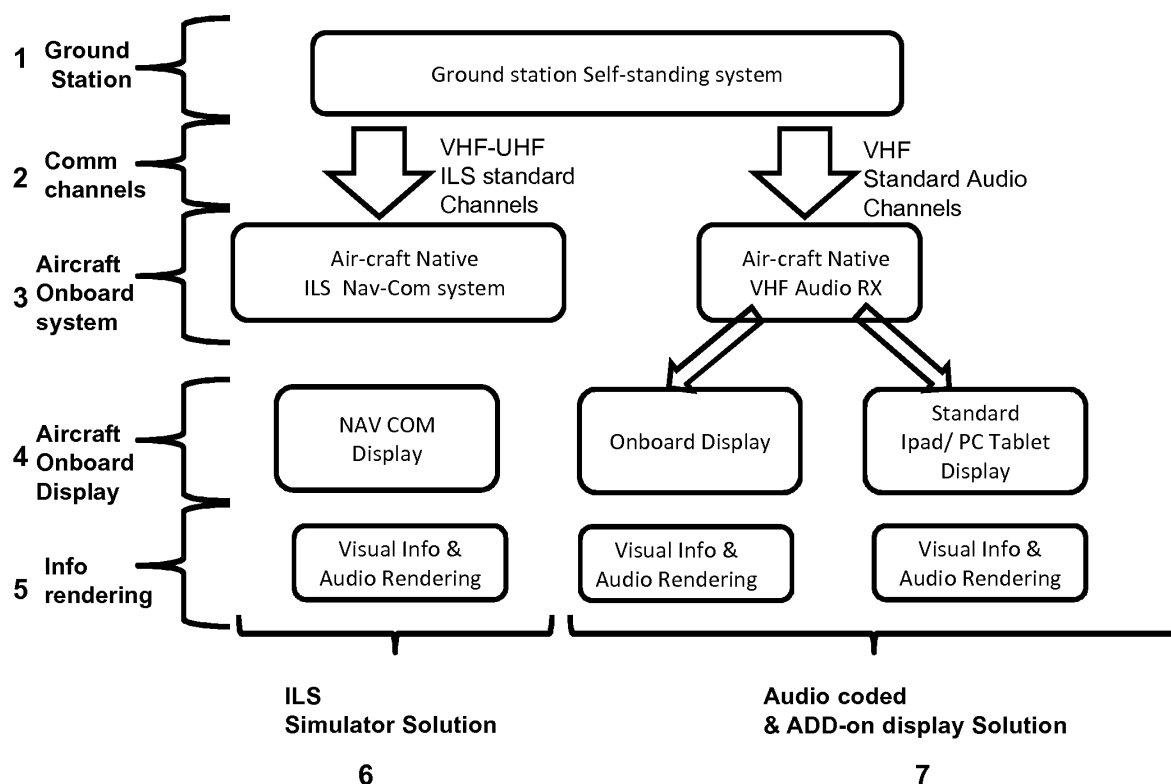 1
Ground
Station
Ground station Self-standing system
2
Comm
channels
VHF-UHF
ILS standard
Channels
VHF
Standard Audio
Channels
3
Aircraft
Onboard
system
Air-craft Native
ILS Nav-Com system
Air-craft Native
VHF Audio RX
4
Aircraft
Onboard
Display
NAV COM
Display
Onboard Display
Standard
Ipad/ PC Tablet
Display
5
Info
rendering
Visual Info &
Audio Rendering
Visual Info &
Audio Rendering
Visual Info &
Audio Rendering
ILS
Simulator Solution
6
Audio coded
& ADD-on display Solution
7